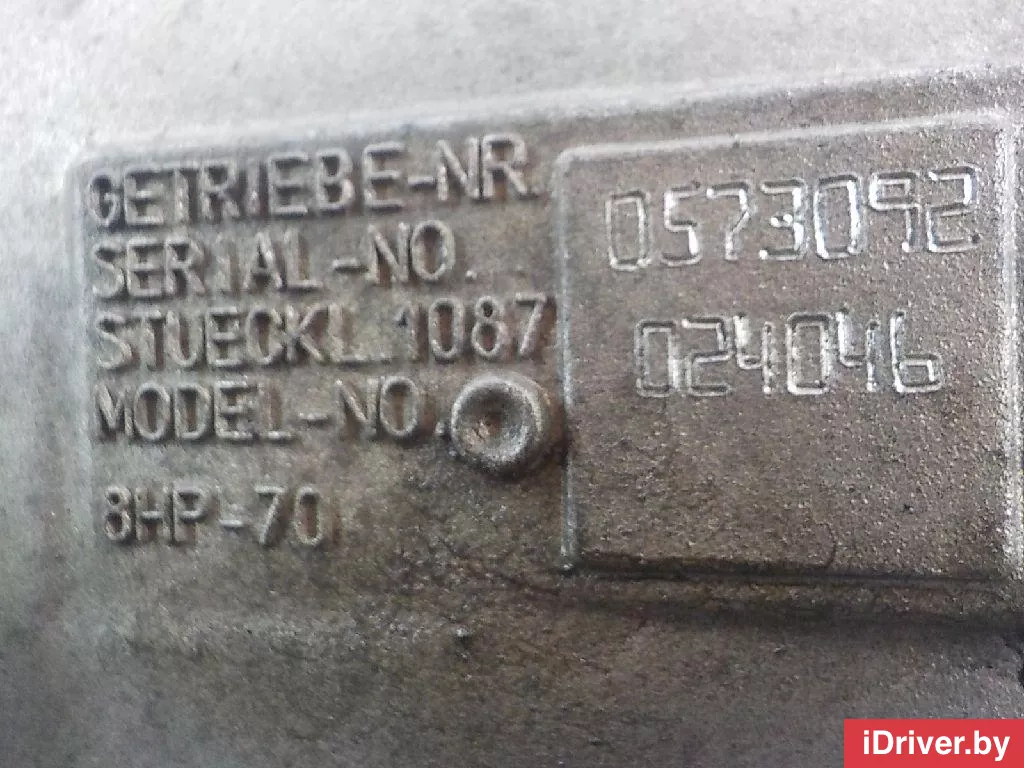 GETRIEBE-NR.
SERIAL-NO.
STUECKL.1087
MODEL-NO.
8HP-70
0573092
024046
iDriver.by